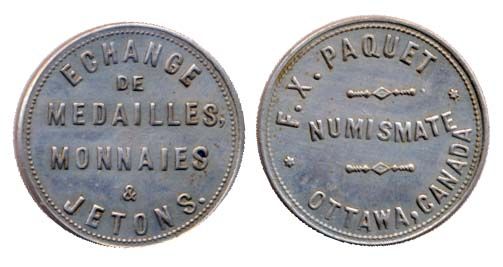 ECHANGE
DE
MEDAILLES,
MONNAIES
&
JETONS.
F. X. PAQUET
NUMISMATE
OTTAWA, CANADA